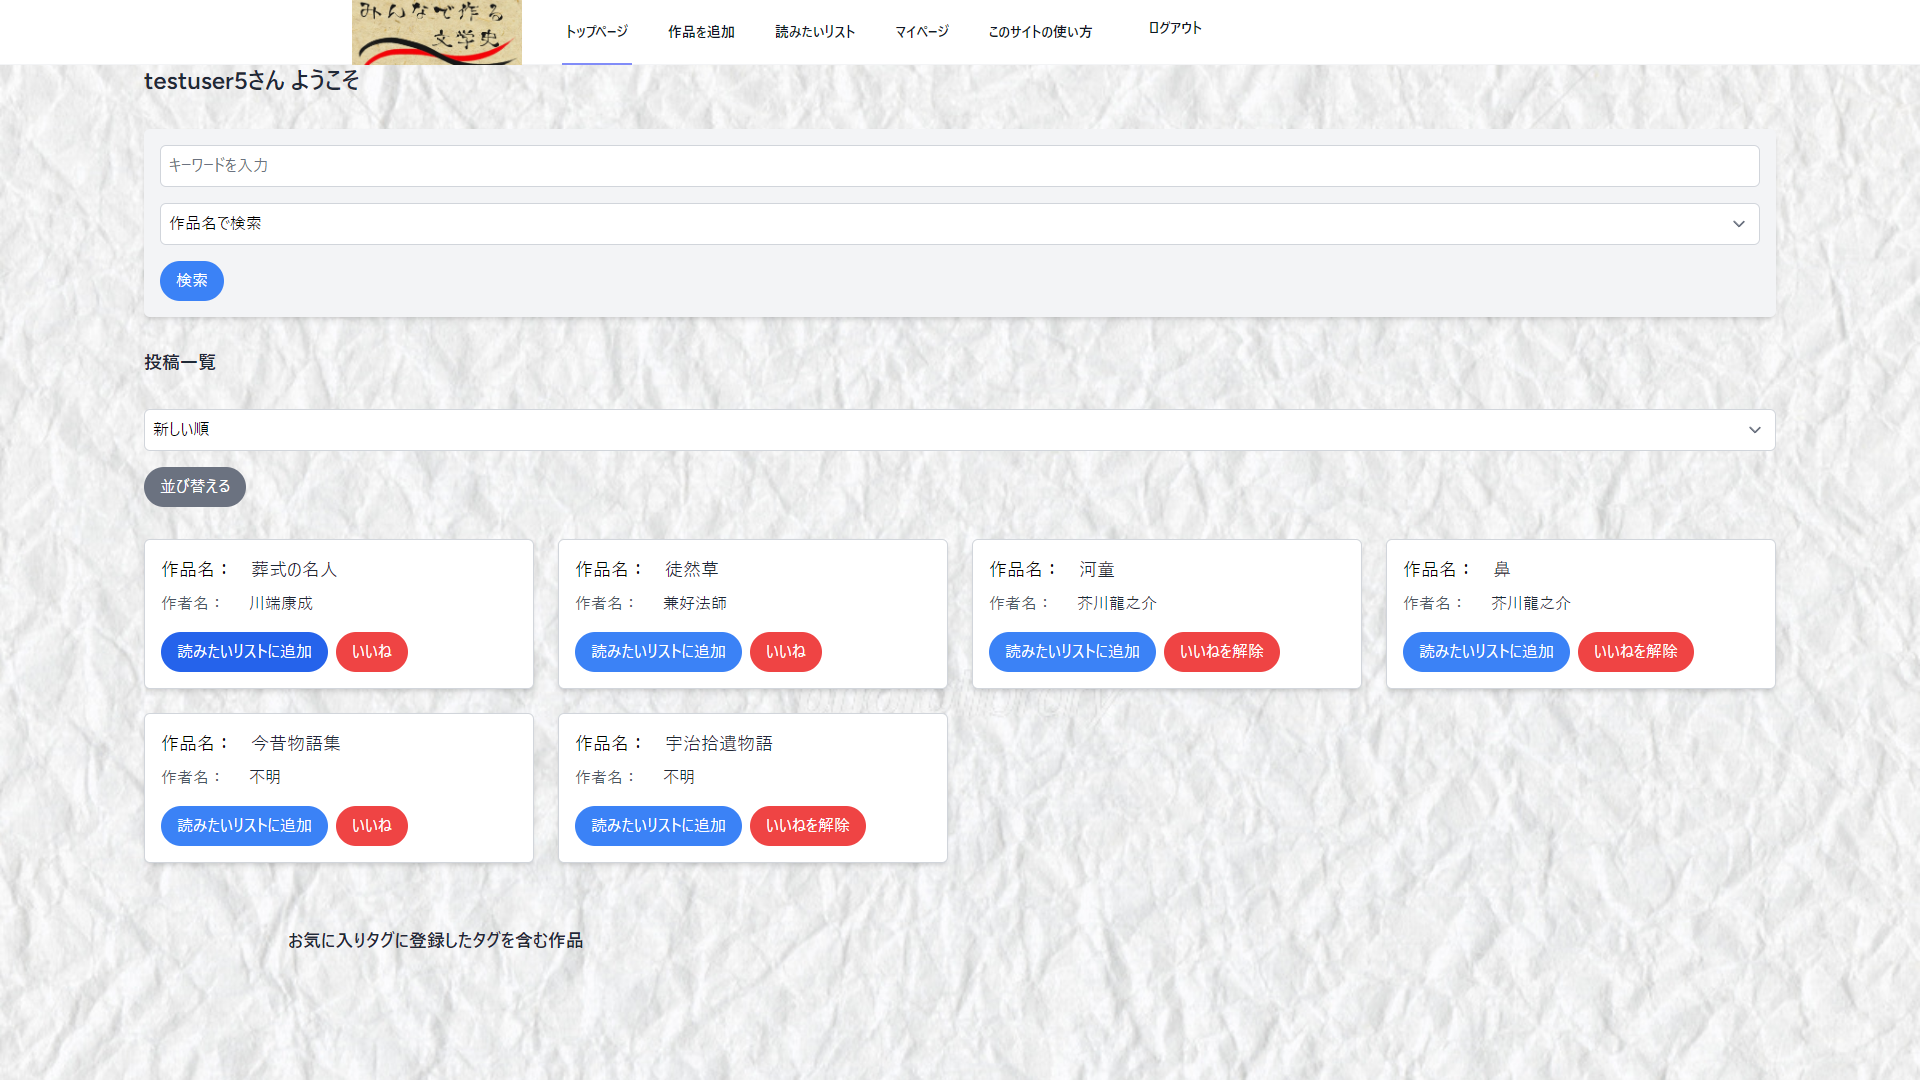 みんなで作る
文学史
トップページ
作品を追加
読みたいリスト
マイページ
このサイトの使い方
ログアウト
testuser5さん ようこそ
キーワードを入力
作品名で検索
検索
投稿一覧
新しい順
並び替える
作品名： 葬式の名人
作者名： 川端康成
読みたいリストに追加 いいね
作品名： 徒然草
作者名： 兼好法師
読みたいリストに追加 いいね
作品名： 河童
作者名： 芥川龍之介
読みたいリストに追加 いいねを解除
作品名： 鼻
作者名： 芥川龍之介
読みたいリストに追加 いいねを解除
作品名： 今昔物語集
作者名： 不明
読みたいリストに追加 いいね
作品名： 宇治拾遺物語
作者名： 不明
読みたいリストに追加 いいねを解除
お気に入りタグに登録したタグを含む作品